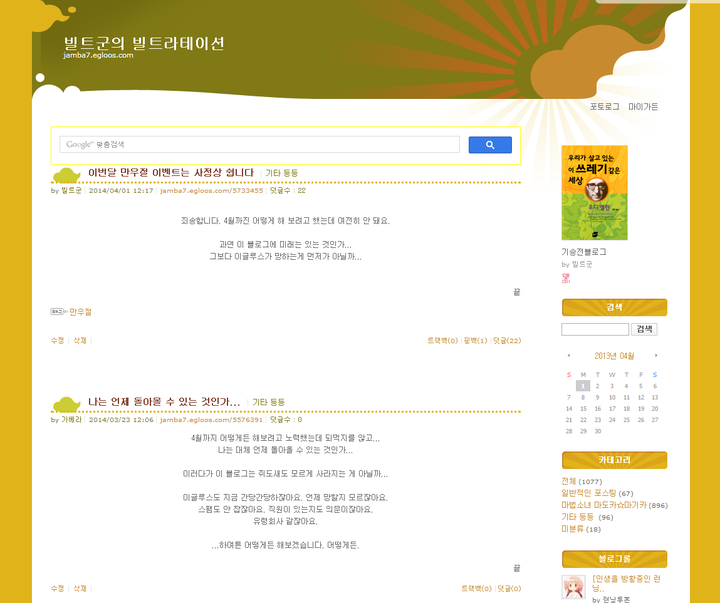 빌트군의 빌트라테이션
jamba7.egloos.com
포토로그 마이가든
Google™ 맞춤검색
이번달 만우절 이벤트는 사정상 쉽니다 | 기타 등등
by 빌트군 | 2014/04/01 12:17 | jamba7.egloos.com/5733455 | 덧글수 : 22
죄송합니다. 4월까진 어떻게 해 보려고 했는데 여전히 안 돼요.
과연 이 블로그에 미래는 있는 것인가...
그보다 이글루스가 망하는게 먼저가 아닐까...
끝
태그 만우절
수정 | 삭제 |
트랙백(0) | 핑백(1) | 덧글(22)
나는 언제 돌아올 수 있는 것인가... | 기타 등등
by 가베라 | 2014/03/23 12:06 | jamba7.egloos.com/5576391 | 덧글수 : 0
4월까지 어떻게든 해보려고 노력했는데 되먹지를 않고...
나는 대체 언제 돌아올 수 있는 것인가...
이러다가 이 블로그는 쥐도새도 모르게 사라지는 게 아닐까...
이글루스도 지금 간당간당하잖아요. 언제 망할지 모르잖아요.
스팸도 안 잡잖아요. 직원이 있는지도 의문이잖아요.
유령회사 같잖아요.
...하여튼 어떻게든 해보겠습니다. 어떻게든.
끝
수정 | 삭제 |
트랙백(0) | 덧글(0)
우리가 살고 있는
이 쓰레기같은
세상
기승전블로그
by 빌트군
검색
검색
2013년 04월
S M T W T F S
1 2 3 4 5 6
7 8 9 10 11 12 13
14 15 16 17 18 19 20
21 22 23 24 25 26 27
28 29 30
카테고리
전체 (1077)
일반적인 포스팅 (67)
마법소녀 마도카☆마기카 (896)
기타 등등 (96)
미분류 (18)
블로그롤
[인생을 방황중인 런
닝..
by 런닝투폰